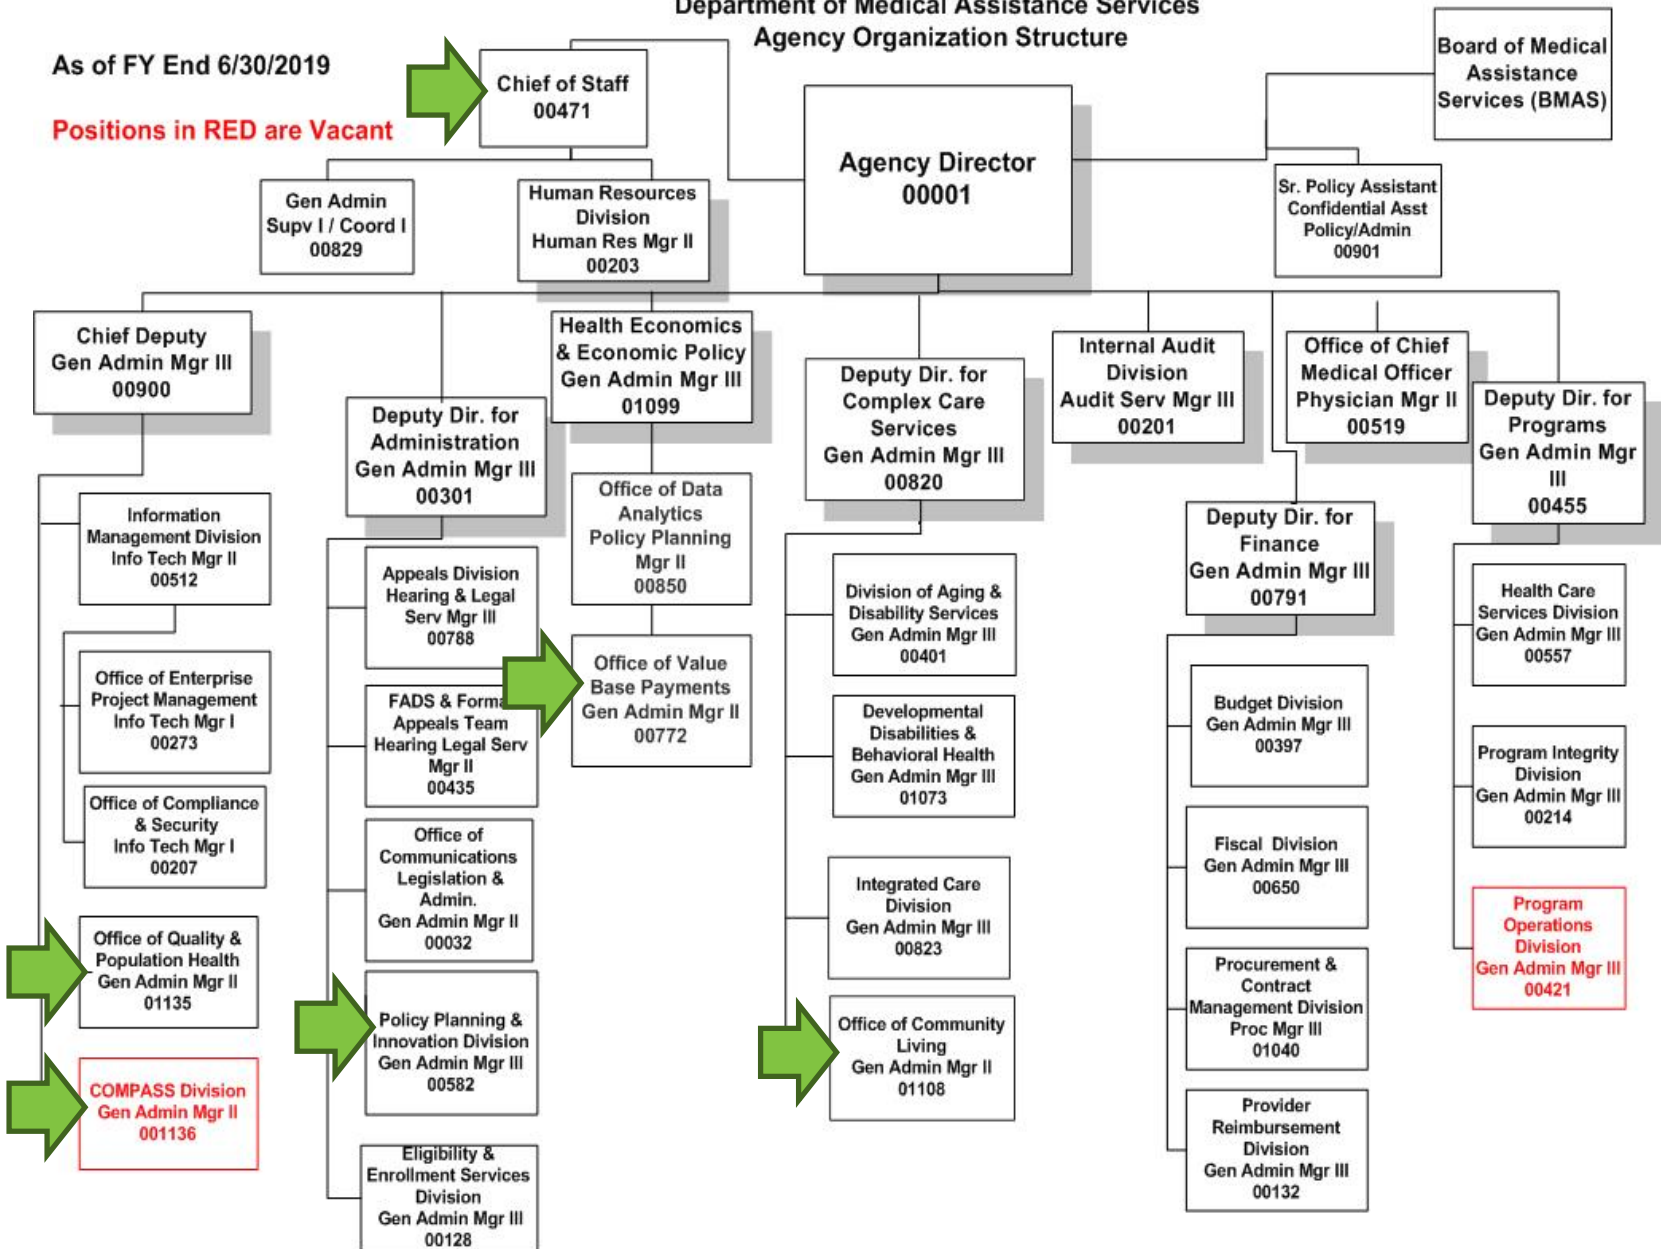 Department of Medical Assistance Services
Agency Organization Structure
As of FY End 6/30/2019
Positions in RED are Vacant
Chief of Staff
00471
Board of Medical
Assistance
Services (BMAS)
Agency Director
00001
Gen Admin
Supv I / Coord I
00829
Human Resources
Division
Human Res Mgr II
00203
Sr. Policy Assistant
Confidential Asst
Policy/Admin
00901
Chief Deputy
Gen Admin Mgr III
00900
Information
Management Division
Info Tech Mgr II
00512
Office of Enterprise
Project Management
Info Tech Mgr I
00273
Office of Compliance
& Security
Info Tech Mgr I
00207
Office of Quality &
Population Health
Gen Admin Mgr II
01135
COMPASS Division
Gen Admin Mgr II
001136
Deputy Dir. for
Administration
Gen Admin Mgr III
00301
Appeals Division
Hearing & Legal
Serv Mgr III
00788
FADS & Forma
Appeals Team
Hearing Legal Serv
Mgr II
00435
Office of
Communications
Legislation &
Admin.
Gen Admin Mgr II
00032
Policy Planning &
Innovation Division
Gen Admin Mgr III
00582
Eligibility &
Enrollment Services
Division
Gen Admin Mgr III
00128
Health Economics
& Economic Policy
Gen Admin Mgr III
01099
Office of Data
Analytics
Policy Planning
Mgr II
00850
Office of Value
Base Payments
Gen Admin Mgr II
00772
Deputy Dir. for
Complex Care
Services
Gen Admin Mgr III
00820
Division of Aging &
Disability Services
Gen Admin Mgr III
00401
Developmental
Disabilities &
Behavioral Health
Gen Admin Mgr III
01073
Integrated Care
Division
Gen Admin Mgr III
00823
Office of Community
Living
Gen Admin Mgr II
01108
Internal Audit
Division
Audit Serv Mgr III
00201
Deputy Dir. for
Finance
Gen Admin Mgr III
00791
Budget Division
Gen Admin Mgr III
00397
Fiscal Division
Gen Admin Mgr III
00650
Procurement &
Contract
Management Division
Proc Mgr III
01040
Provider
Reimbursement
Division
Gen Admin Mgr III
00132
Office of Chief
Medical Officer
Physician Mgr II
00519
Deputy Dir. for
Programs
Gen Admin Mgr
III
00455
Health Care
Services Division
Gen Admin Mgr III
00557
Program Integrity
Division
Gen Admin Mgr III
00214
Program
Operations
Division
Gen Admin Mgr III
00421